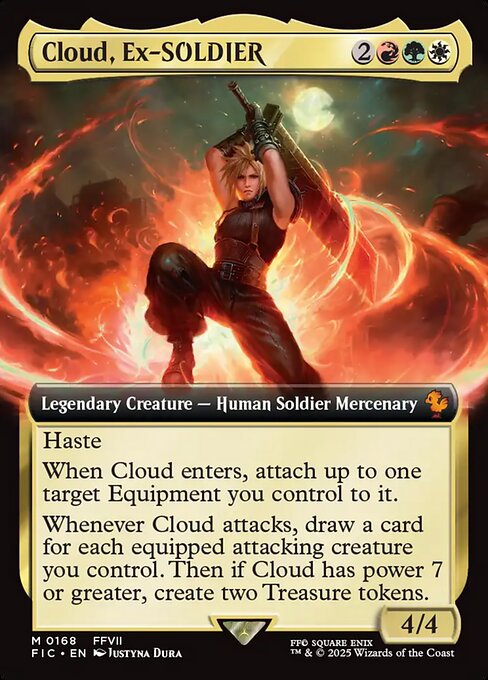 Cloud, Ex-SOLDIER 2
Legendary Creature — Human Soldier Mercenary
Haste
When Cloud enters, attach up to one
target Equipment you control to it.
Whenever Cloud attacks, draw a card
for each equipped attacking creature
you control. Then if Cloud has power 7
or greater, create two Treasure tokens.
4/4
M 0168 FFVII
FIC • EN Justyna Dura
FF© SQUARE ENIX
™ & © 2025 Wizards of the Coast